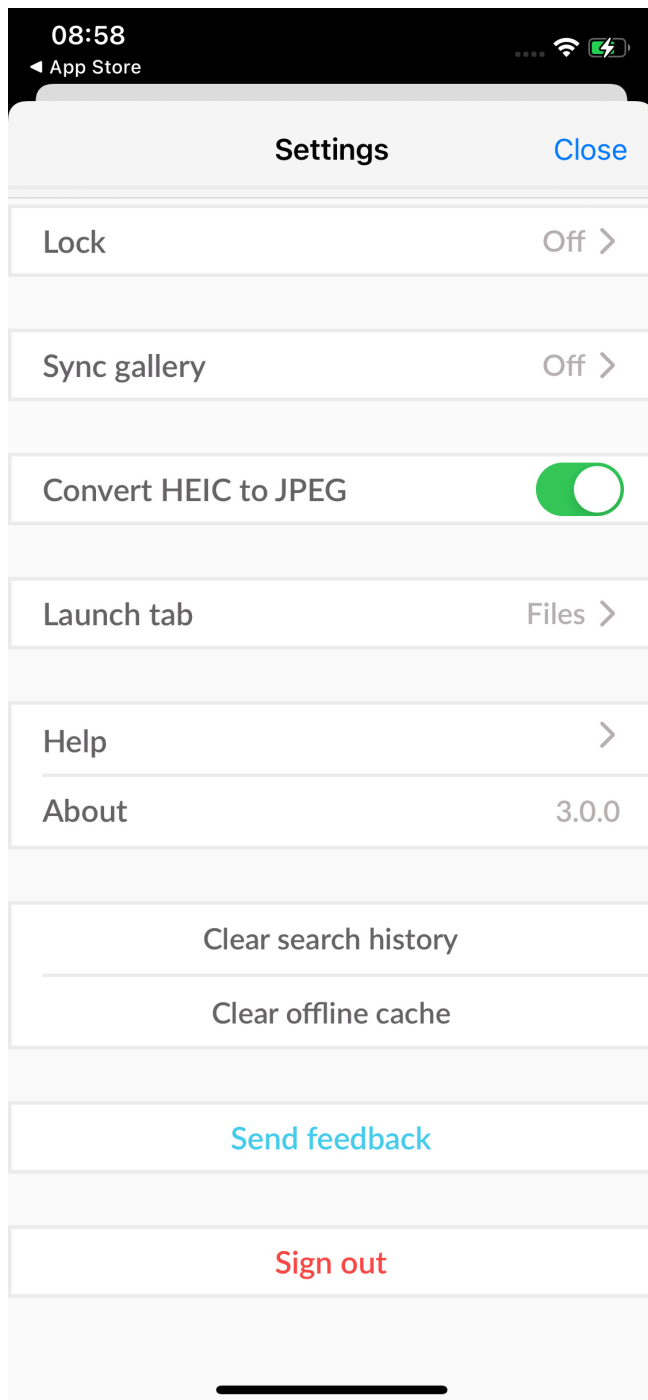 08:58
◀ App Store
Settings Close
Lock Off
Sync gallery Off
Convert HEIC to JPEG
Launch tab Files
Help
About 3.0.0
Clear search history
Clear offline cache
Send feedback
Sign out